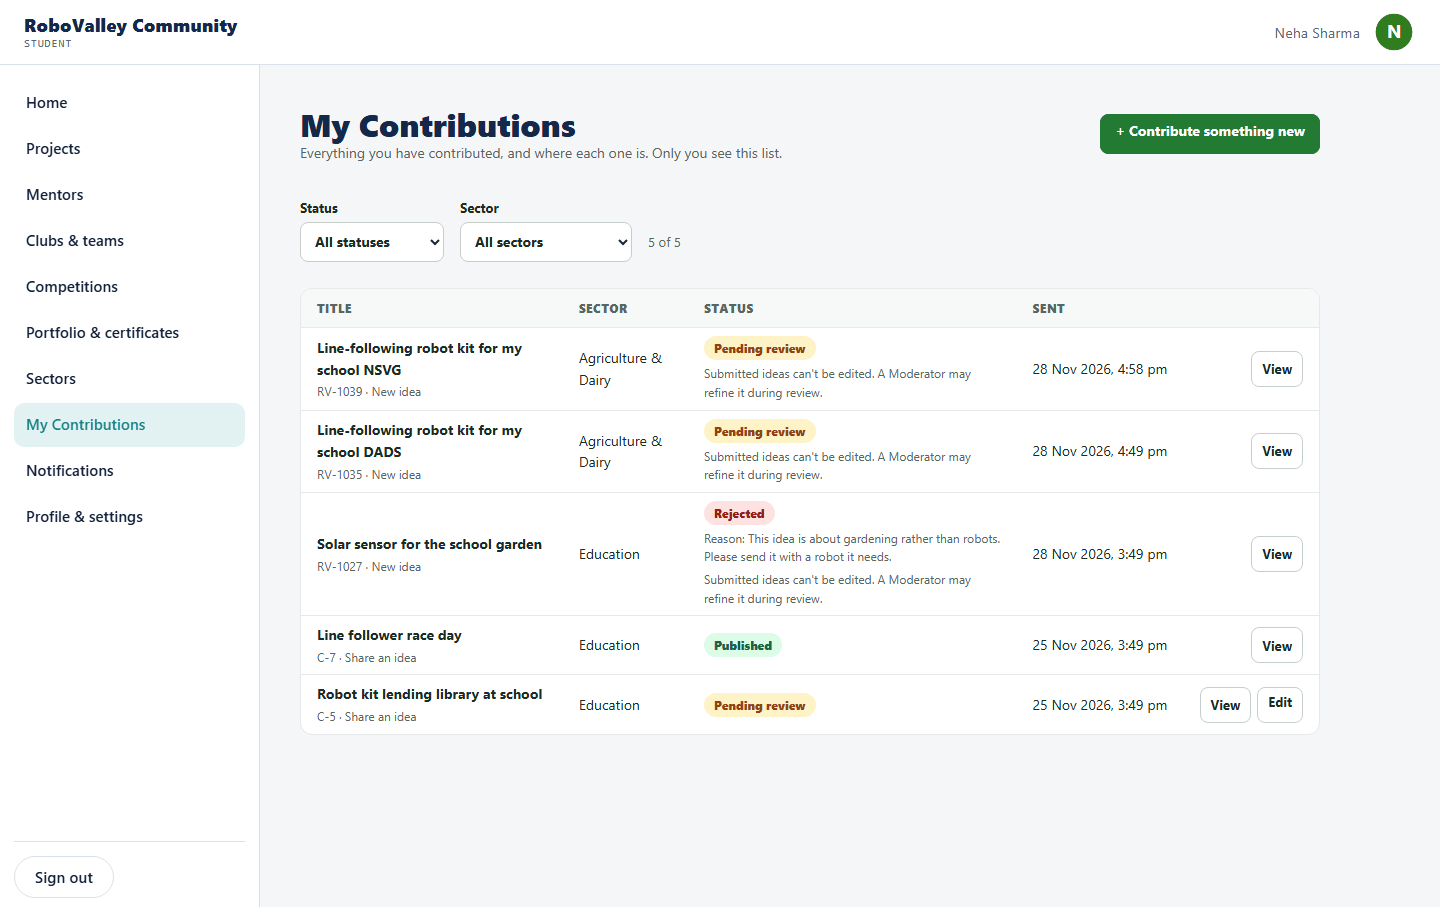 RoboValley Community
STUDENT
Neha Sharma
N
Home
Projects
Mentors
Clubs & teams
Competitions
Portfolio & certificates
Sectors
My Contributions
Notifications
Profile & settings
Sign out
My Contributions
Everything you have contributed, and where each one is. Only you see this list.
+ Contribute something new
Status
Sector
All statuses
All sectors
5 of 5
TITLE
SECTOR
STATUS
SENT
Line-following robot kit for my
school NSVG
RV-1039 · New idea
Agriculture &
Dairy
Pending review
Submitted ideas can't be edited. A Moderator may
refine it during review.
28 Nov 2026, 4:58 pm
View
Line-following robot kit for my
school DADS
RV-1035 · New idea
Agriculture &
Dairy
Pending review
Submitted ideas can't be edited. A Moderator may
refine it during review.
28 Nov 2026, 4:49 pm
View
Solar sensor for the school garden
RV-1027 · New idea
Education
Rejected
Reason: This idea is about gardening rather than robots.
Please send it with a robot it needs.
Submitted ideas can't be edited. A Moderator may
refine it during review.
28 Nov 2026, 3:49 pm
View
Line follower race day
C-7 · Share an idea
Education
Published
25 Nov 2026, 3:49 pm
View
Robot kit lending library at school
C-5 · Share an idea
Education
Pending review
25 Nov 2026, 3:49 pm
View
Edit